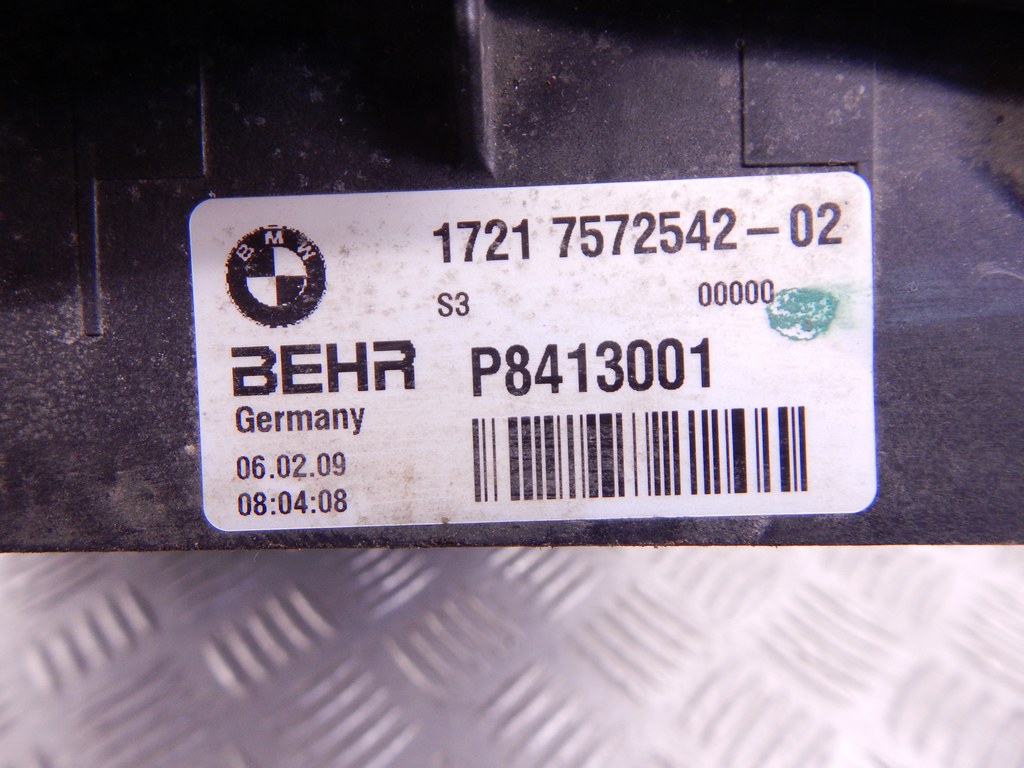 BMW
1721 7572542-02
S3 00000
BEHR P8413001
Germany
06.02.09
08:04:08